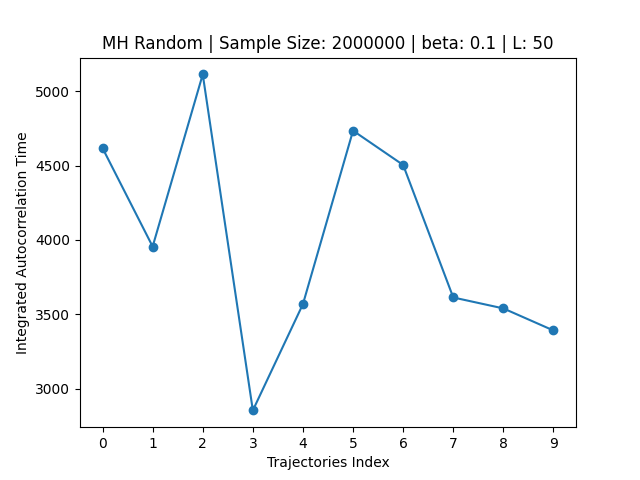 MH Random | Sample Size: 2000000 | beta: 0.1 | L: 50
Integrated Autocorrelation Time
5000
4500
4000
3500
3000
0 1 2 3 4 5 6 7 8 9
Trajectories Index